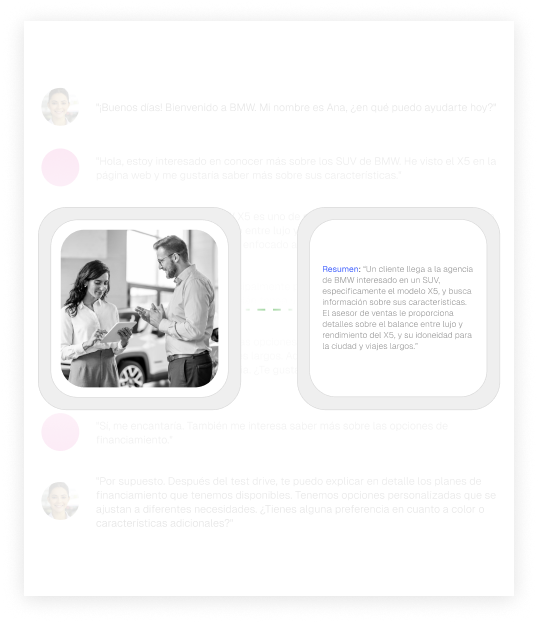 "¡Buenos días! Bienvenido a BMW. Mi nombre es Ana, ¿en qué puedo ayudarte hoy?"
"Hola, estoy interesado en conocer más sobre los SUV de BMW. He visto el X5 en la
página web y me gustaría saber más sobre sus características."
X5 es uno de
Resumen: "Un cliente llega a la agencia
de BMW interesado en un SUV,
específicamente el modelo X5, y busca
información sobre sus características.
El asesor de ventas le proporciona
detalles sobre el balance entre lujo y
rendimiento del X5, y su idoneidad para
la ciudad y viajes largos."
"Sí, me encantaría. También me interesa saber más sobre las opciones de
financiamiento."
"Por supuesto. Después del test drive, te puedo explicar en detalle los planes de
financiamiento que tenemos disponibles. Tenemos opciones personalizadas que se
ajustan a diferentes necesidades. ¿Tienes alguna preferencia en cuanto a color o
características adicionales?"